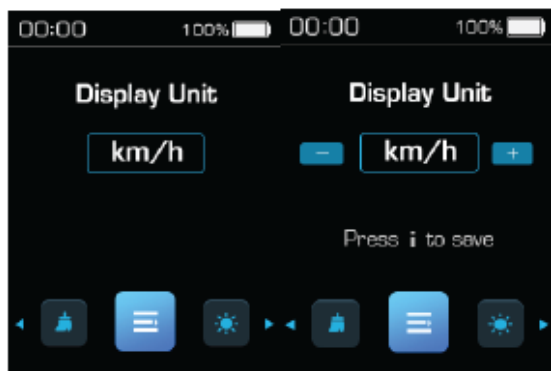 00:00 100%
Display Unit
km/h
00:00 100%
Display Unit
− km/h +
Press i to save